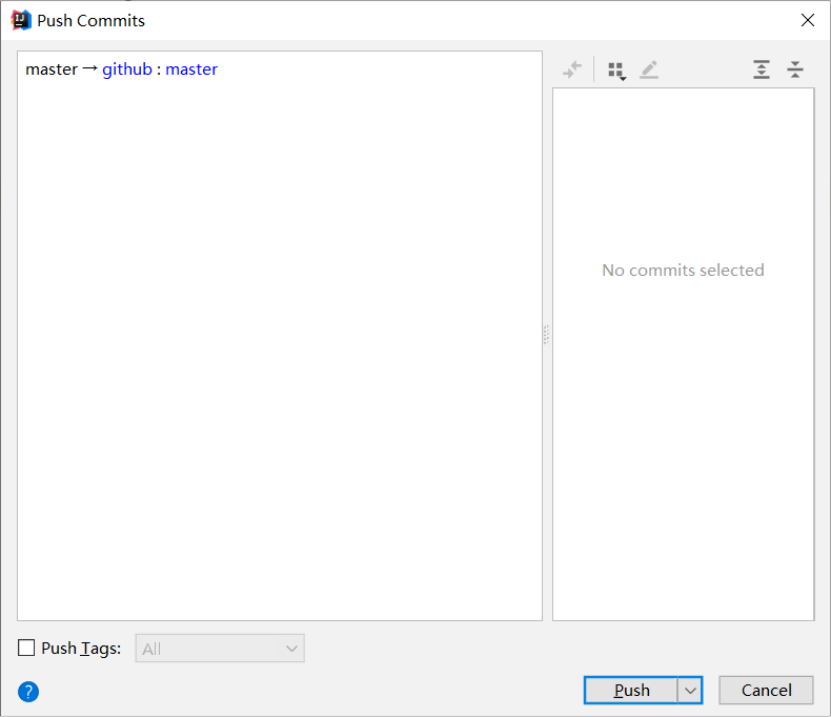 Push Commits
master → github : master
No commits selected
Push Tags: All
?
Push Cancel